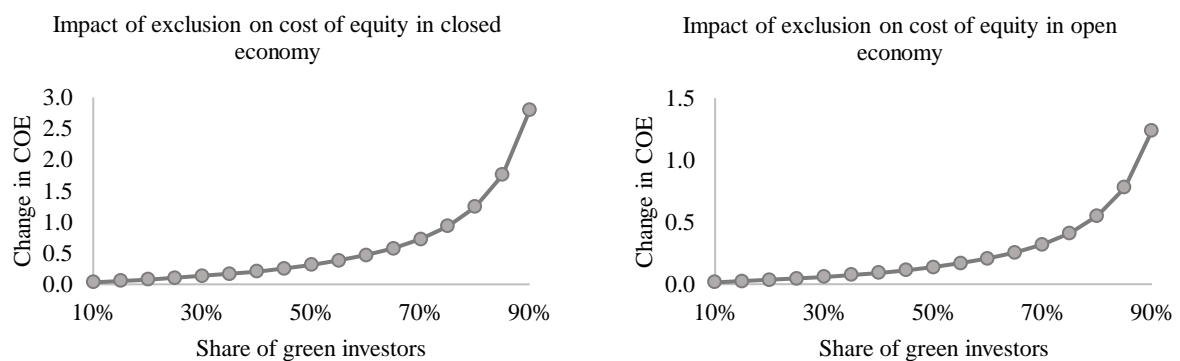 Impact of exclusion on cost of equity in closed
economy
Change in COE
3.0
2.5
2.0
1.5
1.0
0.5
0.0
10%
30%
50%
70%
90%
Share of green investors
Impact of exclusion on cost of equity in open
economy
Change in COE
1.5
1.0
0.5
0.0
10%
30%
50%
70%
90%
Share of green investors